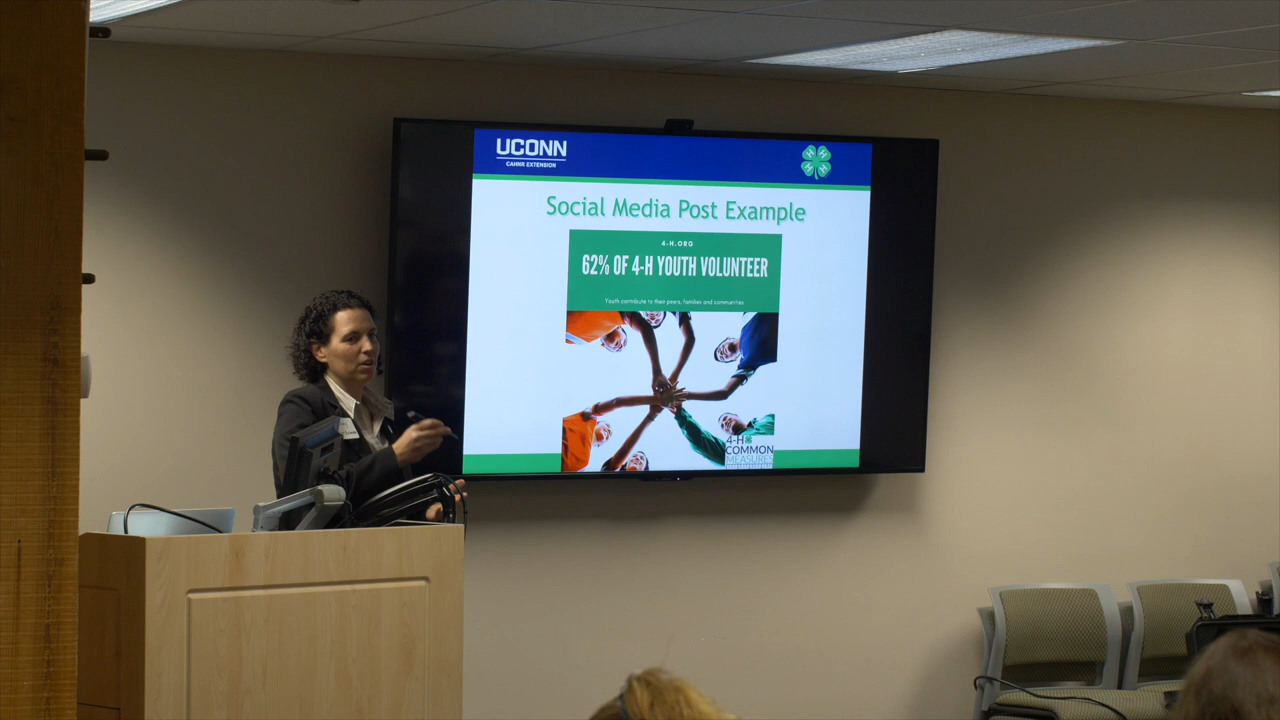 UCONN
CAHNR EXTENSION
H H
H H
Social Media Post Example
4-H.ORG
62% OF 4-H YOUTH VOLUNTEER
Youth contribute to their peers, families and communities
4-H
COMMON
MEASURES